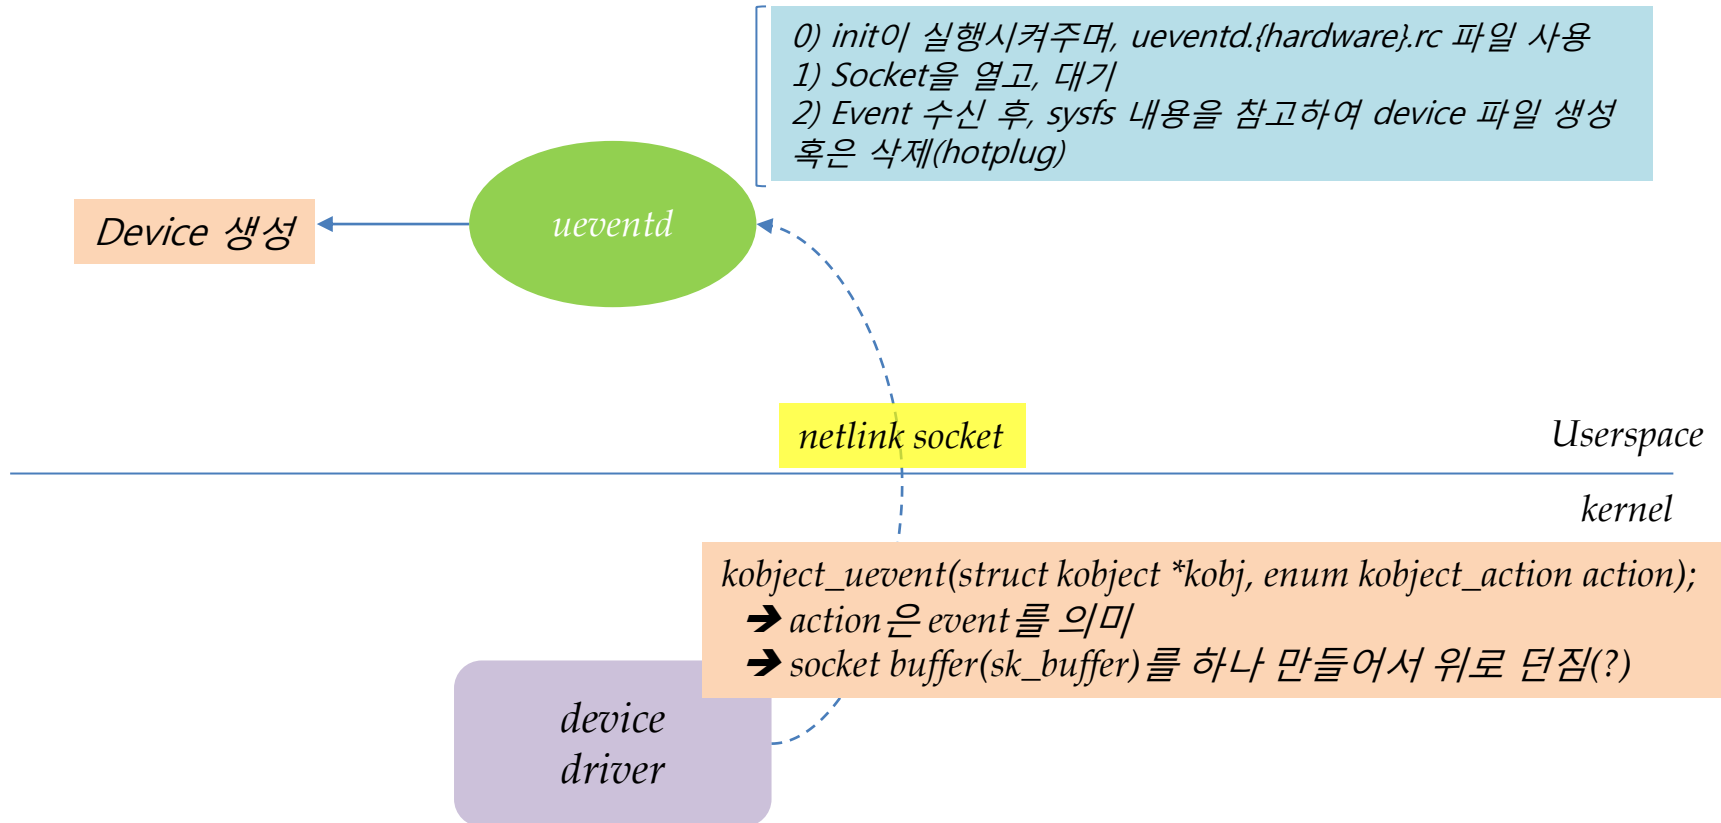 0) init이 실행시켜주며, ueventd.{hardware}.rc 파일 사용
1) Socket을 열고, 대기
2) Event 수신 후, sysfs 내용을 참고하여 device 파일 생성
혹은 삭제(hotplug)
Device 생성
ueventd
netlink socket
Userspace
kernel
kobject_uevent(struct kobject *kobj, enum kobject_action action);
➔ action은 event를 의미
➔ socket buffer(sk_buffer)를 하나 만들어서 위로 던짐(?)
device
driver